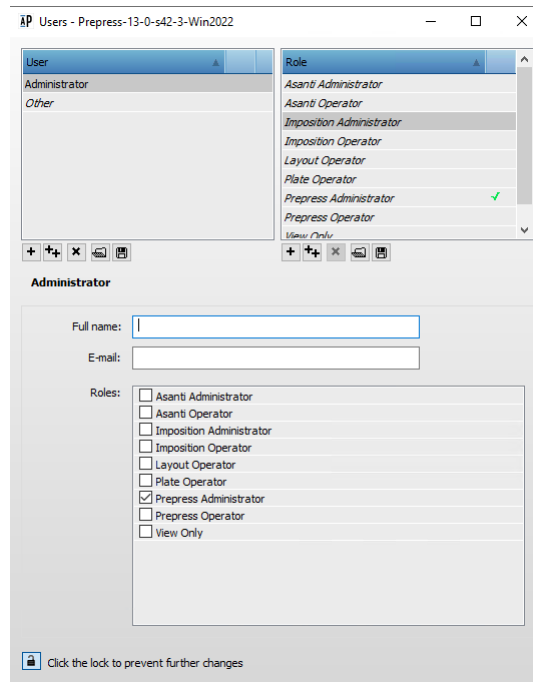 AP Users - Prepress-13-0-s42-3-Win2022
User
Administrator
Other
Role
Asanti Administrator
Asanti Operator
Imposition Administrator
Imposition Operator
Layout Operator
Plate Operator
Prepress Administrator
Prepress Operator
View Only
Administrator
Full name:
E-mail:
Roles:
Asanti Administrator
Asanti Operator
Imposition Administrator
Imposition Operator
Layout Operator
Plate Operator
Prepress Administrator
Prepress Operator
View Only
Click the lock to prevent further changes